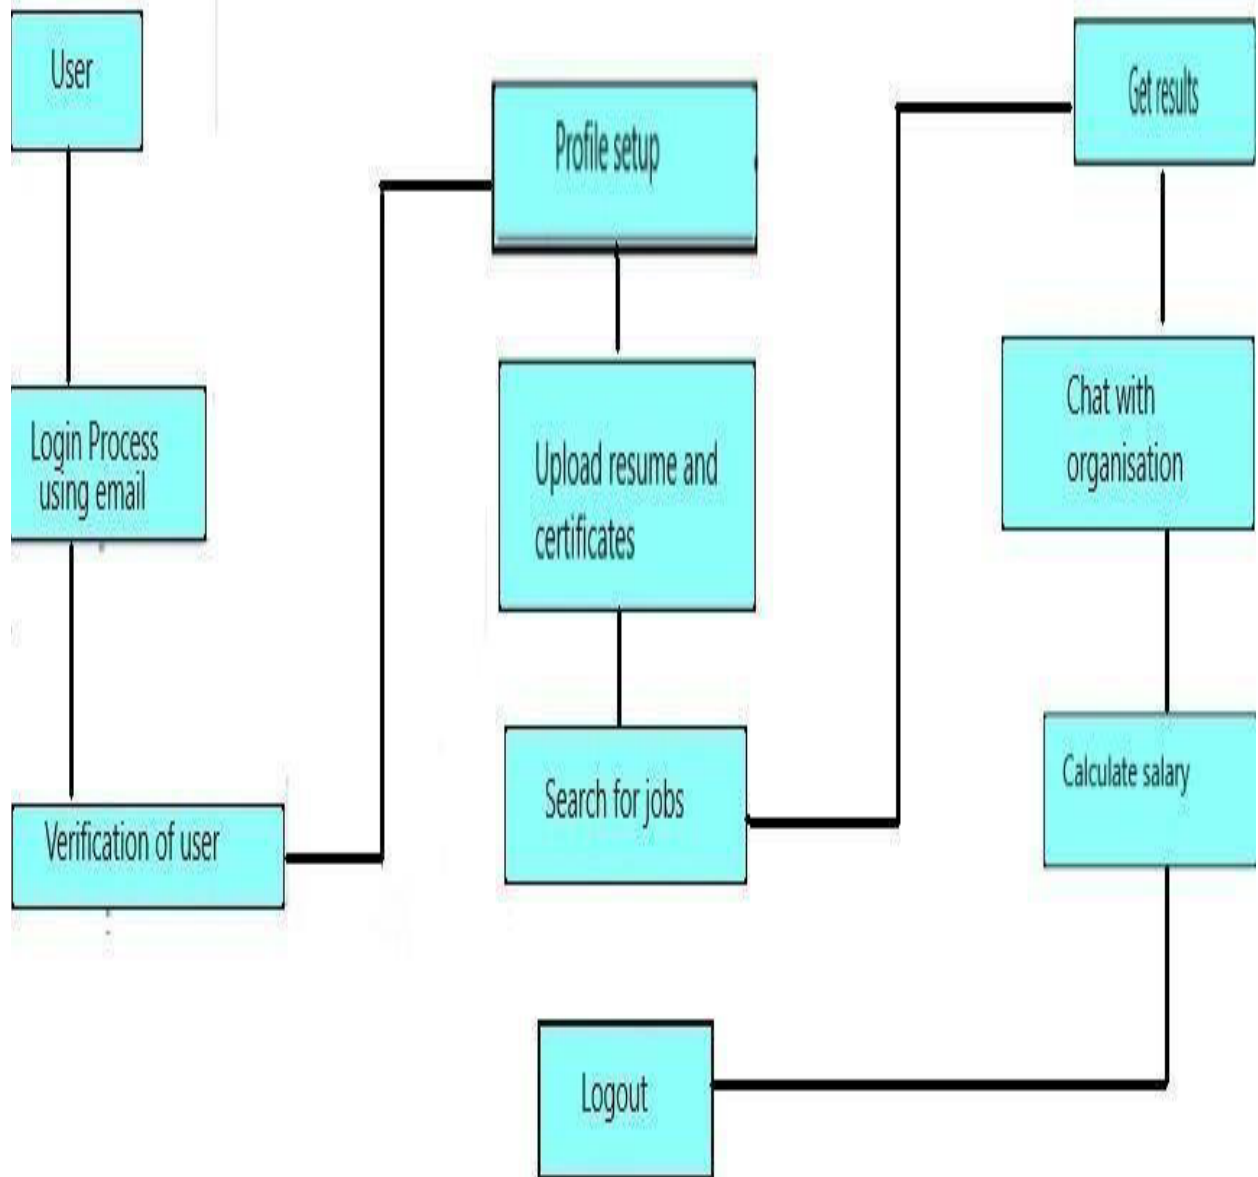 User
Login Process
using email
Verification of user
Profile setup
Upload resume and
certificates
Search for jobs
Get results
Chat with
organisation
Calculate salary
Logout